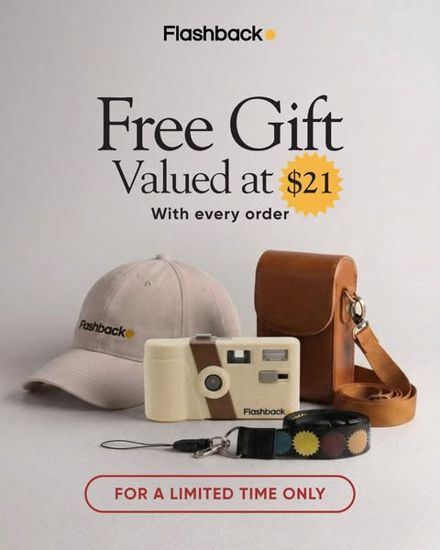 Flashback
Free Gift
Valued at $21
With every order
Flashback
Flashback
FOR A LIMITED TIME ONLY